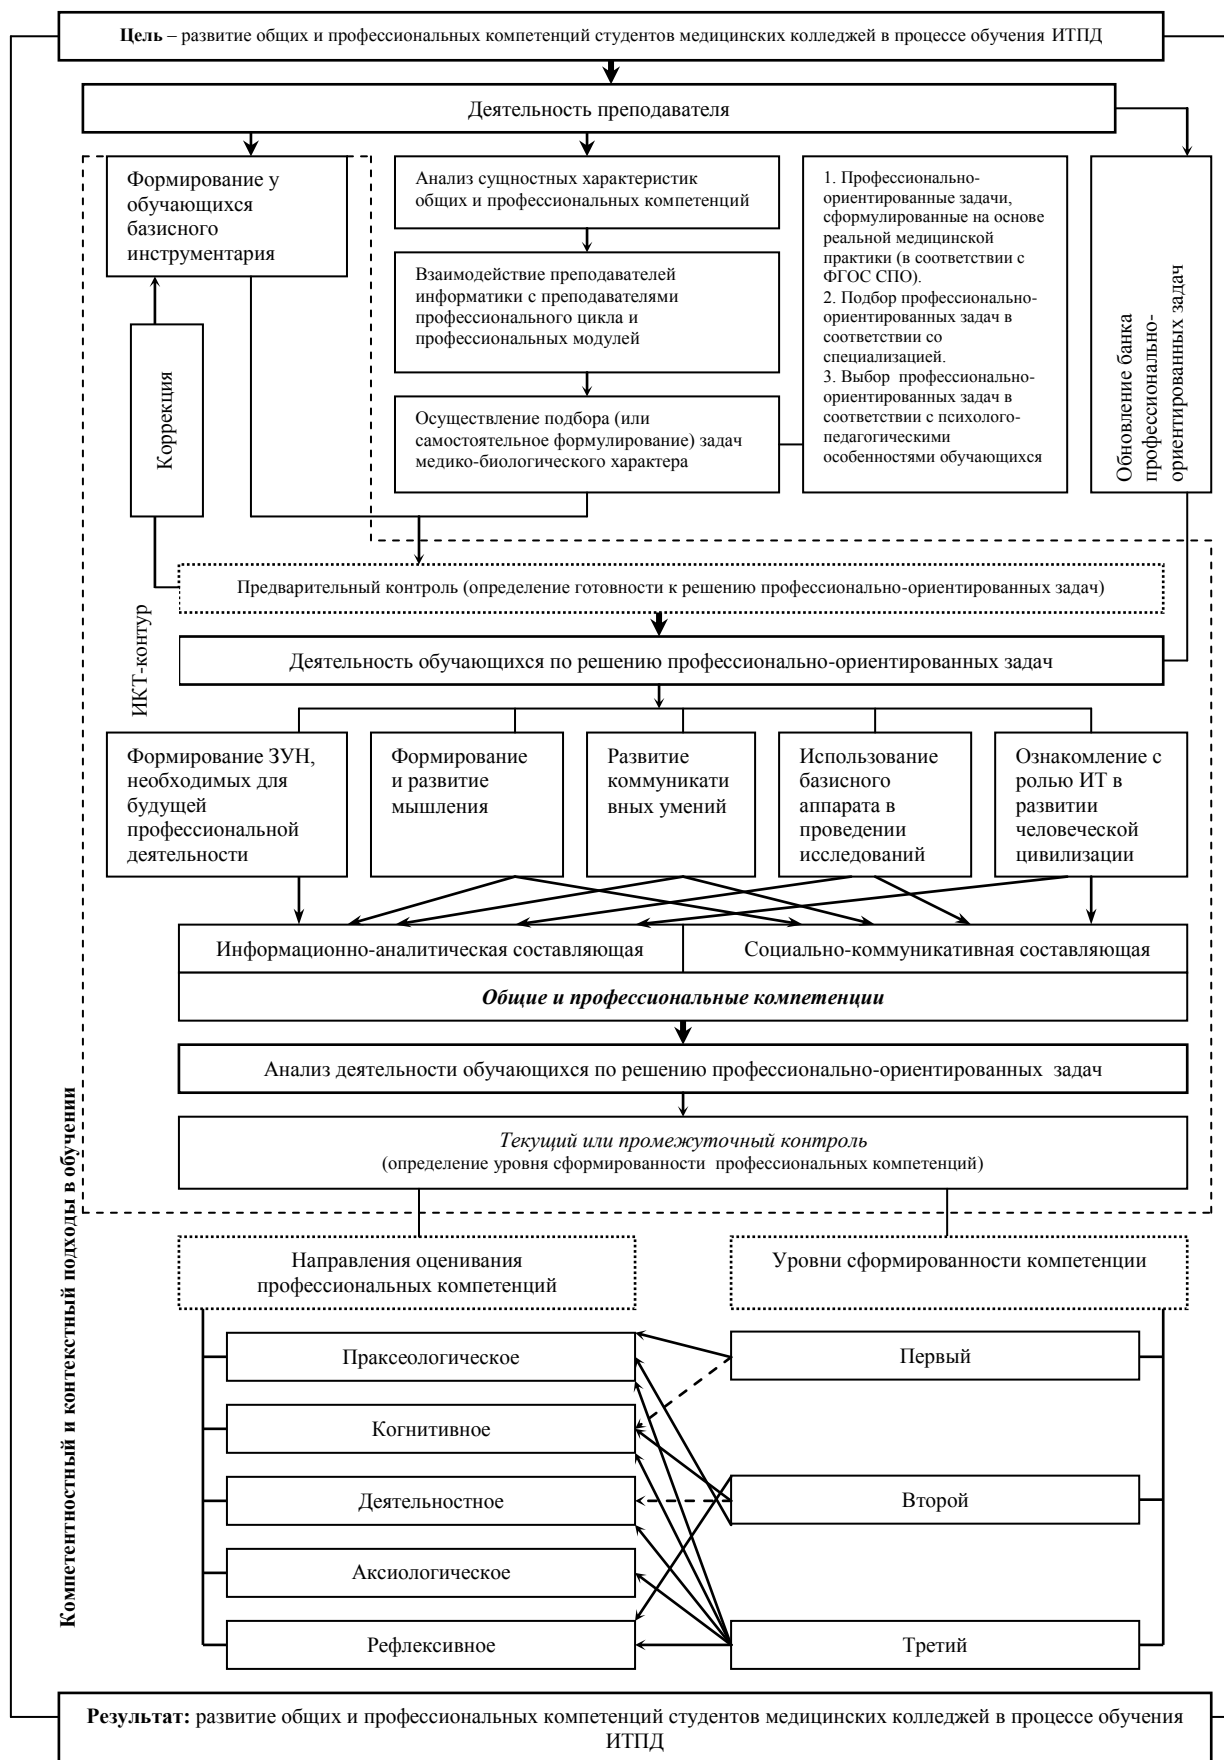 Цель – развитие общих и профессиональных компетенций студентов медицинских колледжей в процессе обучения ИТПД
Деятельность преподавателя
Формирование у
обучающихся
базисного
инструментария
Анализ сущностных характеристик
общих и профессиональных компетенций
1. Профессионально-
ориентированные задачи,
сформулированные на основе
реальной медицинской
практики (в соответствии с
ФГОС СПО).
2. Подбор профессионально-
ориентированных задач в
соответствии со
специализацией.
3. Выбор профессионально-
ориентированных задач в
соответствии с психолого-
педагогическими
особенностями обучающихся
Обновление банка
профессионально-
ориентированных задач
Взаимодействие преподавателей
информатики с преподавателями
профессионального цикла и
профессиональных модулей
Коррекция
Осуществление подбора (или
самостоятельное формулирование) задач
медико-биологического характера
Предварительный контроль (определение готовности к решению профессионально-ориентированных задач)
ИКТ-контур
Деятельность обучающихся по решению профессионально-ориентированных задач
Формирование ЗУН,
необходимых для
будущей
профессиональной
деятельности
Формирование
и развитие
мышления
Развитие
коммуникати
вных умений
Использование
базисного
аппарата в
проведении
исследований
Ознакомление с
ролью ИТ в
развитии
человеческой
цивилизации
Информационно-аналитическая составляющая
Социально-коммуникативная составляющая
Общие и профессиональные компетенции
Анализ деятельности обучающихся по решению профессионально-ориентированных задач
Текущий или промежуточный контроль
(определение уровня сформированности профессиональных компетенций)
Компетентностный и контекстный подходы в обучении
Направления оценивания
профессиональных компетенций
Уровни сформированности компетенции
Праксеологическое
Первый
Когнитивное
Деятельностное
Второй
Аксиологическое
Рефлексивное
Третий
Результат: развитие общих и профессиональных компетенций студентов медицинских колледжей в процессе обучения
ИТПД